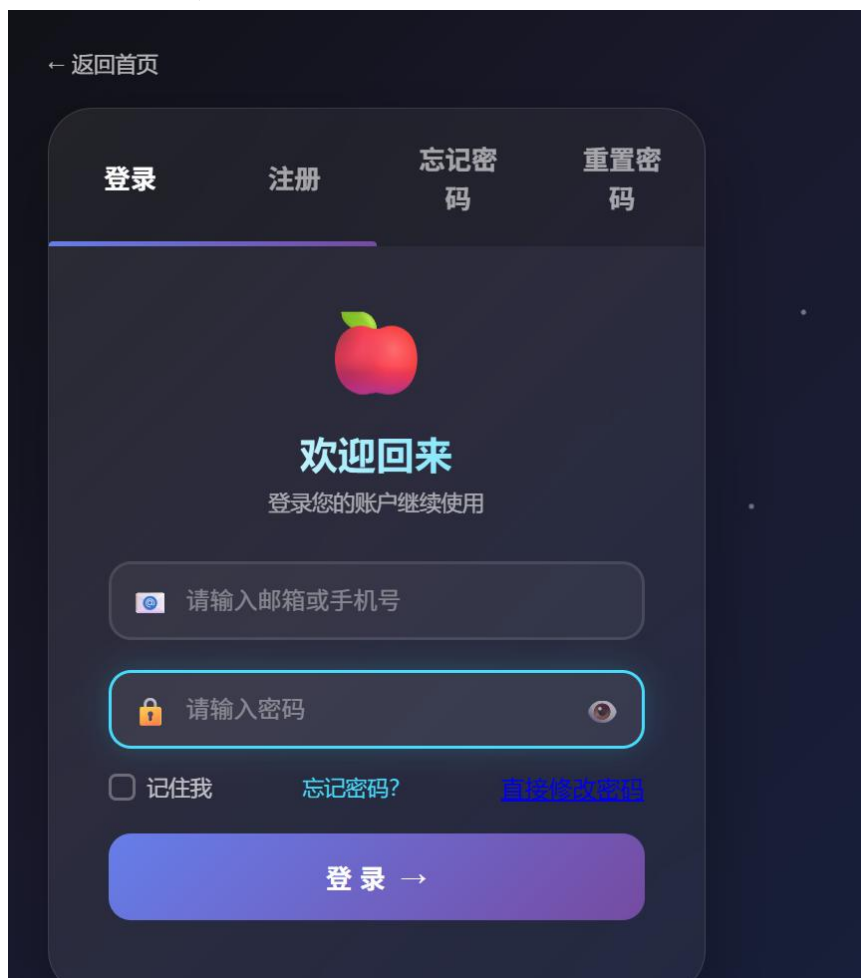 ← 返回首页
登录
注册
忘记密
码
重置密
码
欢迎回来
登录您的账户继续使用
请输入邮箱或手机号
请输入密码
记住我
忘记密码?
直接修改密码
登 录 →